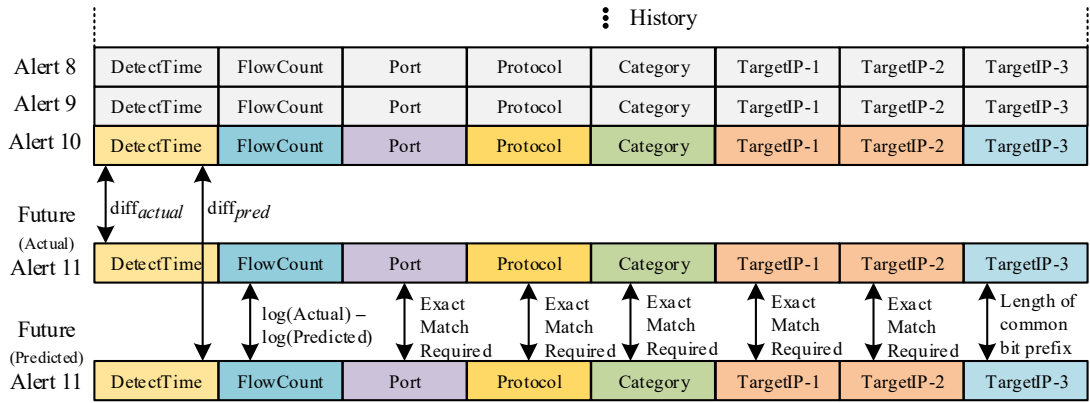 ⋮ History
Alert 8 DetectTime FlowCount Port Protocol Category TargetIP-1 TargetIP-2 TargetIP-3
Alert 9 DetectTime FlowCount Port Protocol Category TargetIP-1 TargetIP-2 TargetIP-3
Alert 10 DetectTime FlowCount Port Protocol Category TargetIP-1 TargetIP-2 TargetIP-3
diffactual diffpred
Future
(Actual)
Alert 11 DetectTime FlowCount Port Protocol Category TargetIP-1 TargetIP-2 TargetIP-3
log(Actual) –
log(Predicted)
Exact
Match
Required
Exact
Match
Required
Exact
Match
Required
Exact
Match
Required
Exact
Match
Required
Length of
common
bit prefix
Future
(Predicted)
Alert 11 DetectTime FlowCount Port Protocol Category TargetIP-1 TargetIP-2 TargetIP-3